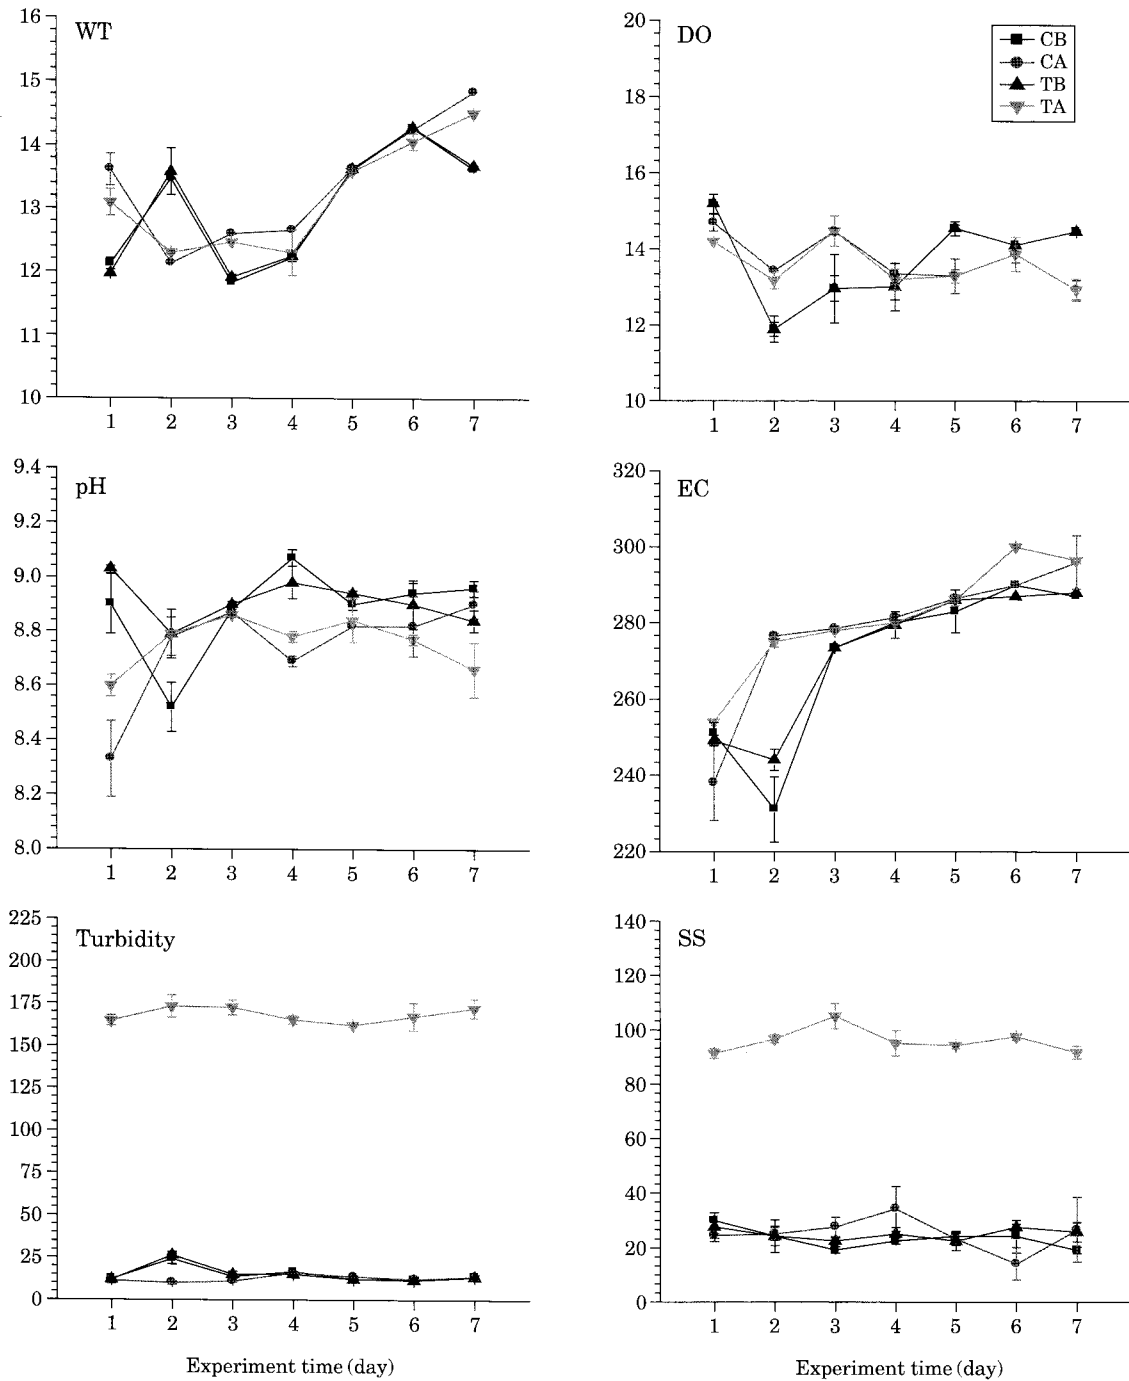 WT
16
15
14
13
12
11
10
1 2 3 4 5 6 7
DO
20
18
16
14
12
10
1 2 3 4 5 6 7
CB
CA
TB
TA
pH
9.4
9.2
9.0
8.8
8.6
8.4
8.2
8.0
1 2 3 4 5 6 7
EC
320
300
280
260
240
220
1 2 3 4 5 6 7
Turbidity
225
200
175
150
125
100
75
50
25
0
1 2 3 4 5 6 7
Experiment time (day)
SS
140
120
100
80
60
40
20
0
1 2 3 4 5 6 7
Experiment time (day)